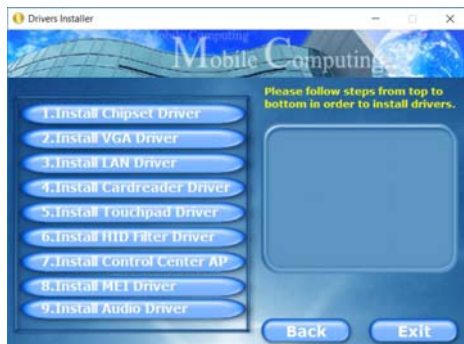 Drivers Installer
Mobile Computing
Mobile Computing
Please follow steps from top to
bottom in order to install drivers.
1.Install Chipset Driver
2.Install VGA Driver
3.Install LAN Driver
4.Install Cardreader Driver
5.Install Touchpad Driver
6.Install HID Filter Driver
7.Install Control Center AP
8.Install MEI Driver
9.Install Audio Driver
Back
Exit